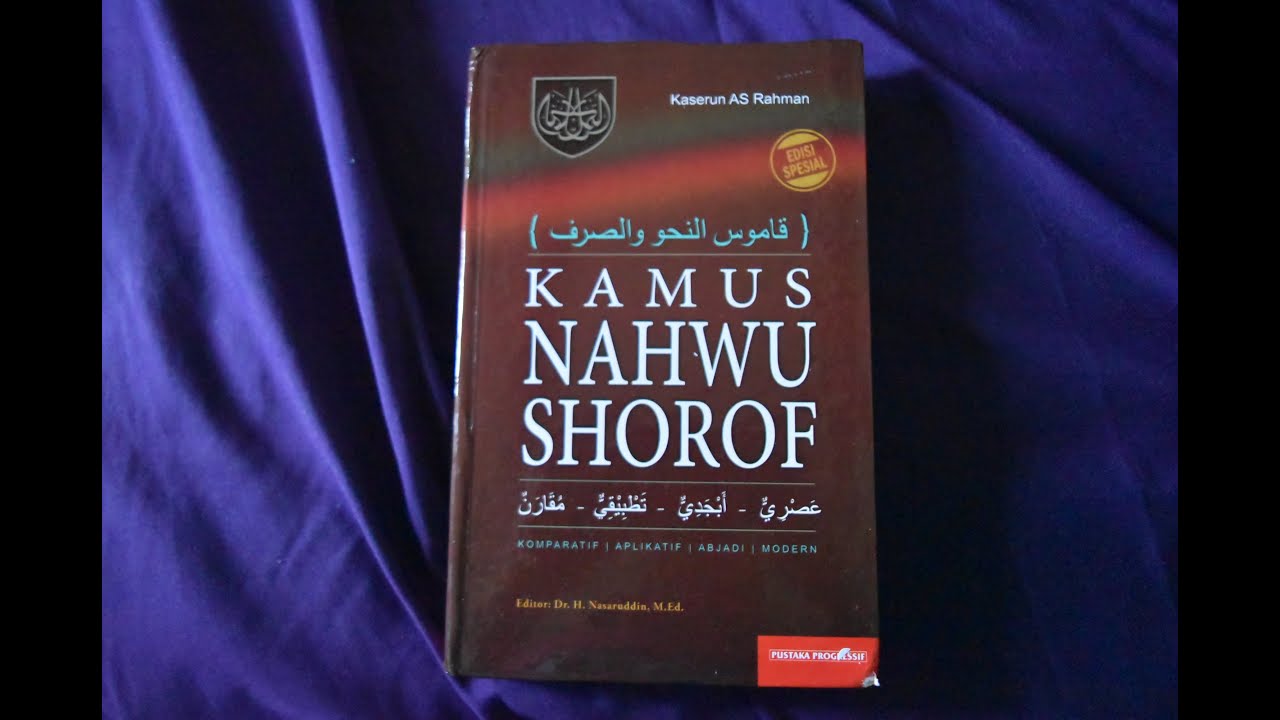 Kaserun AS Rahman
EDISI
SPESIAL
{ قاموس النحو والصرف }
KAMUS
NAHWU
SHOROF
عَصْرِيٌّ - أَبْجَدِيٌّ - تَطْبِيْقِيٌّ - مُقَارَنٌ
KOMPARATIF | APLIKATIF | ABJADI | MODERN
Editor: Dr. H. Nasaruddin, M.Ed.
PUSTAKA PROGRESSIF